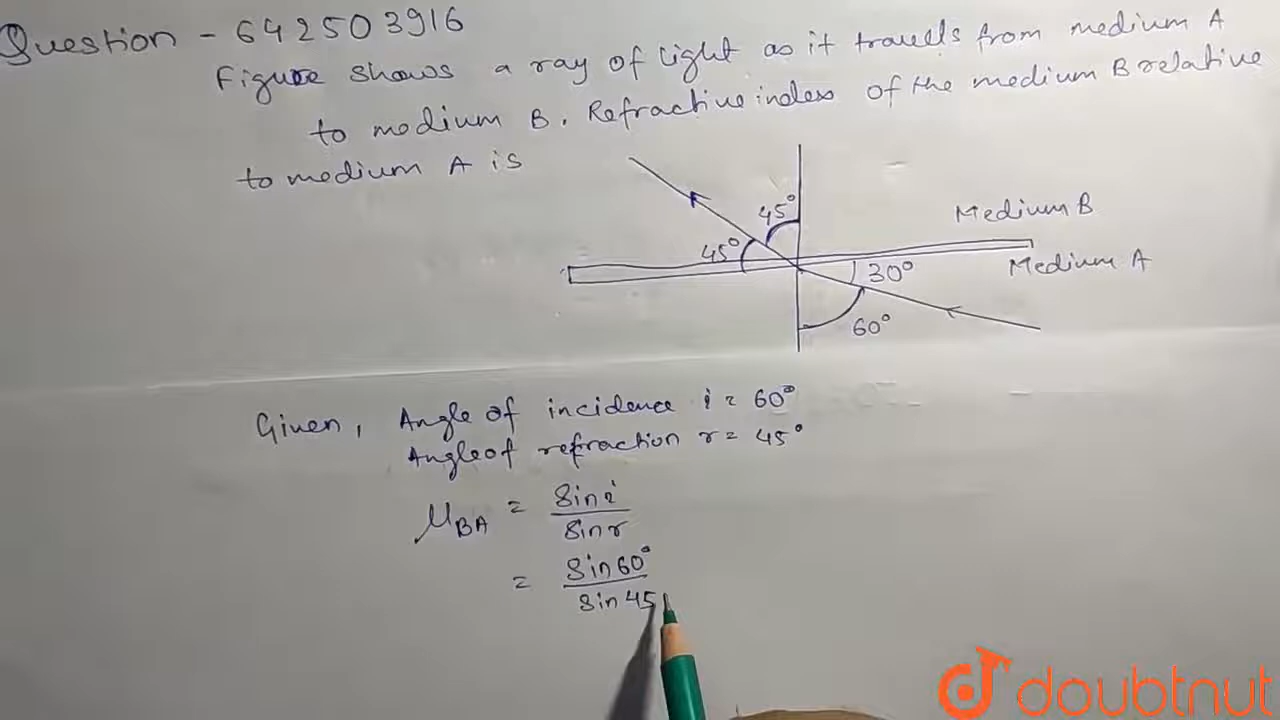 Question - 642503916
Figure shows a ray of light as it travels from medium A
to medium B. Refractive index of the medium B relative
to medium A is
45°
Medium B
45°
30°
Medium A
60°
Given, Angle of incidence i = 60°
Angle of refraction r = 45°
μBA = Sin i / Sin r
= Sin 60° / Sin 45
doubtnut